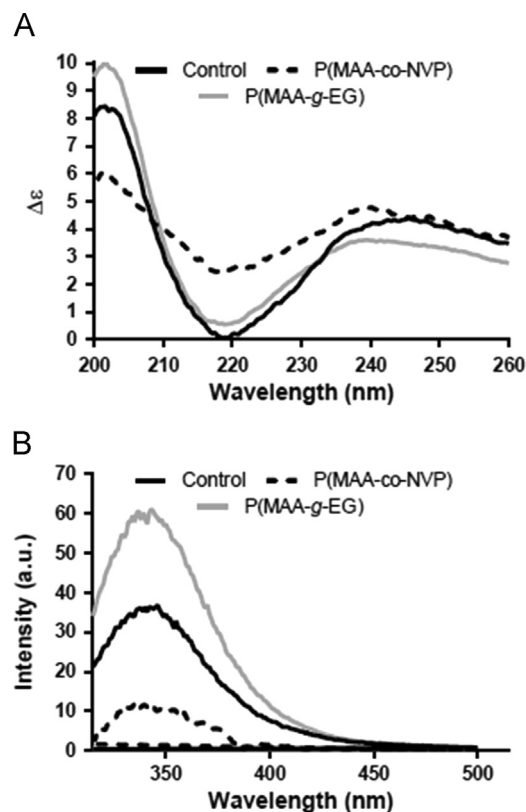 A
Control P(MAA-co-NVP)
P(MAA-g-EG)
10
9
8
7
6
5
4
3
2
1
0
Δε
200 210 220 230 240 250 260
Wavelength (nm)
B
Control P(MAA-co-NVP)
P(MAA-g-EG)
70
60
50
40
30
20
10
0
Intensity (a.u.)
350 400 450 500
Wavelength (nm)